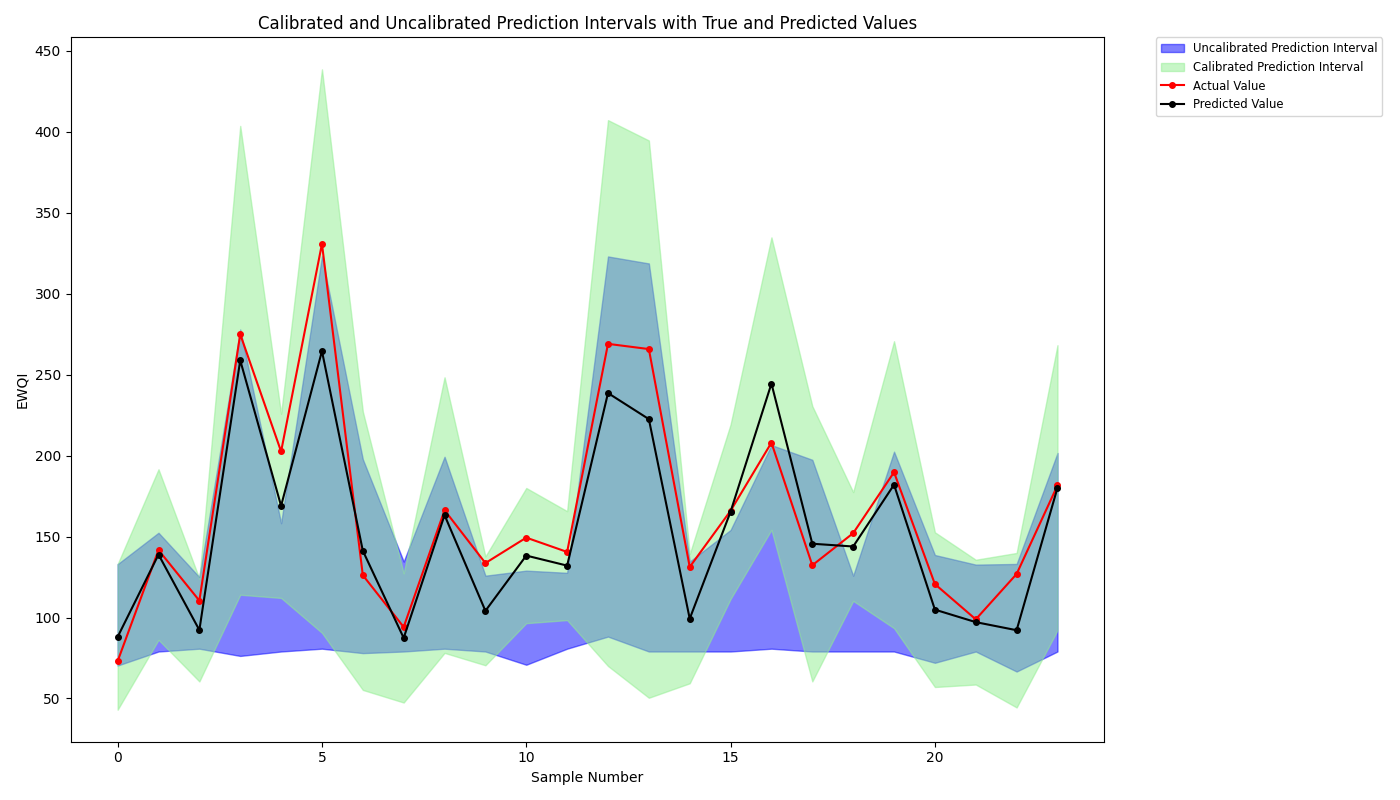 Calibrated and Uncalibrated Prediction Intervals with True and Predicted Values
Uncalibrated Prediction Interval
Calibrated Prediction Interval
Actual Value
Predicted Value
450
400
350
300
250
200
150
100
50
EWQI
0 5 10 15 20
Sample Number